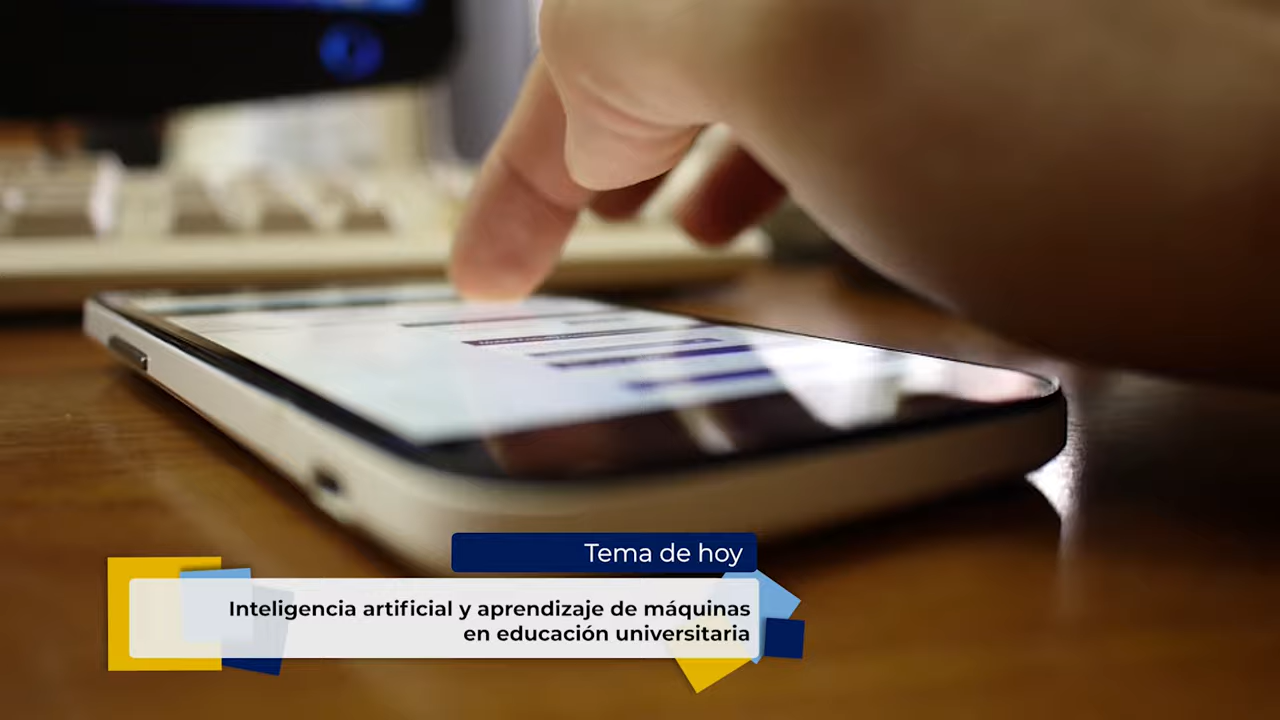 Tema de hoy
Inteligencia artificial y aprendizaje de máquinas
en educación universitaria